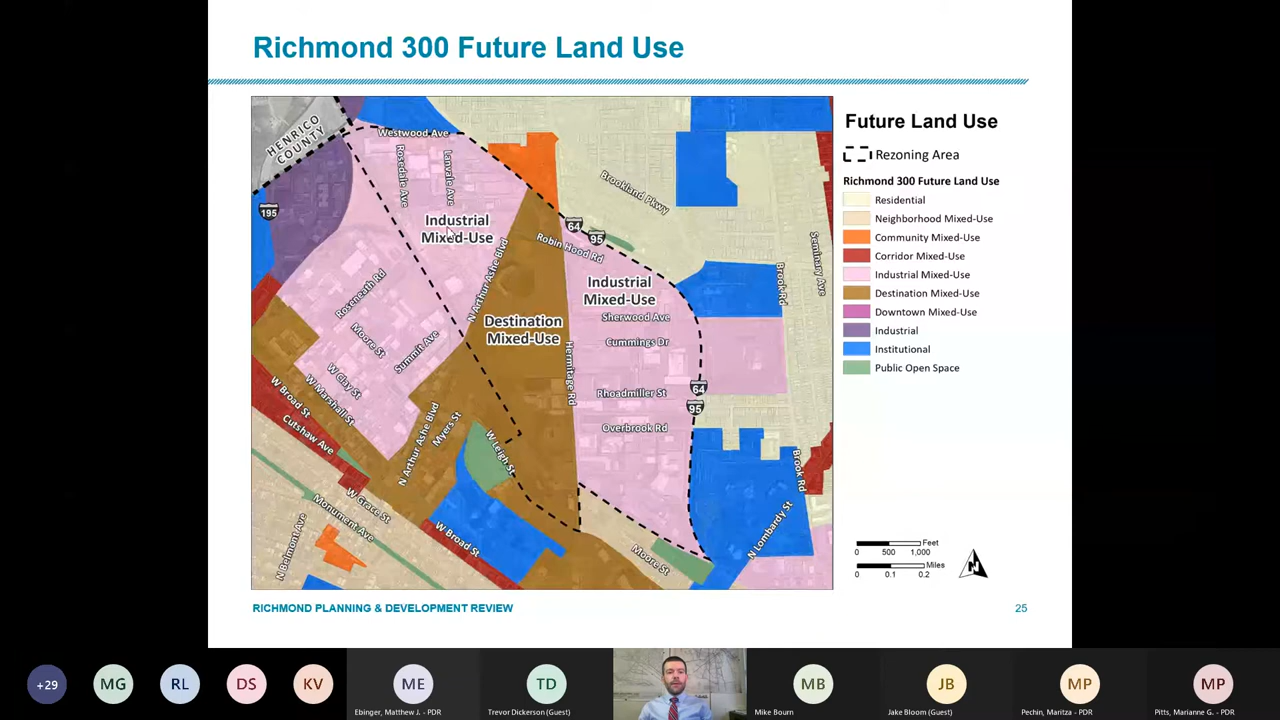 Richmond 300 Future Land Use
HENRICO
COUNTY
Westwood Ave
Rosedale Ave
Lanvale Ave
Brookland Pkwy
195
Industrial
Mixed-Use
64
95
Robin Hood Rd
N Arthur Ashe Blvd
Seminary Ave
Brook Rd
Industrial
Mixed-Use
Roseneath Rd
Sherwood Ave
Destination
Mixed-Use
Moore St
Summit Ave
Cummings Dr
Hermitage Rd
W Clay St
W Marshall St
Rhoadmiller St
64
95
W Broad St
Cutshaw Ave
N Arthur Ashe Blvd
Myers St
Overbrook Rd
W Leigh St
Brook Rd
W Grace St
Monument Ave
N Belmont Ave
W Broad St
Moore St
N Lombardy St
Future Land Use
Rezoning Area
Richmond 300 Future Land Use
Residential
Neighborhood Mixed-Use
Community Mixed-Use
Corridor Mixed-Use
Industrial Mixed-Use
Destination Mixed-Use
Downtown Mixed-Use
Industrial
Institutional
Public Open Space
Feet
0 500 1,000
Miles
0 0.1 0.2
N
RICHMOND PLANNING & DEVELOPMENT REVIEW
25
+29
MG
RL
DS
KV
ME
Ebinger, Matthew J. - PDR
TD
Trevor Dickerson (Guest)
MB
Mike Bourn
JB
Jake Bloom (Guest)
MP
Pechin, Maritza - PDR
MP
Pitts, Marianne G. - PDR